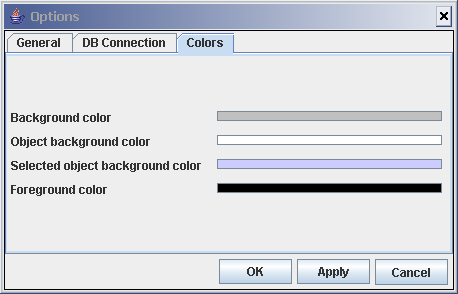 Options
General DB Connection Colors
Background color
Object background color
Selected object background color
Foreground color
OK Apply Cancel